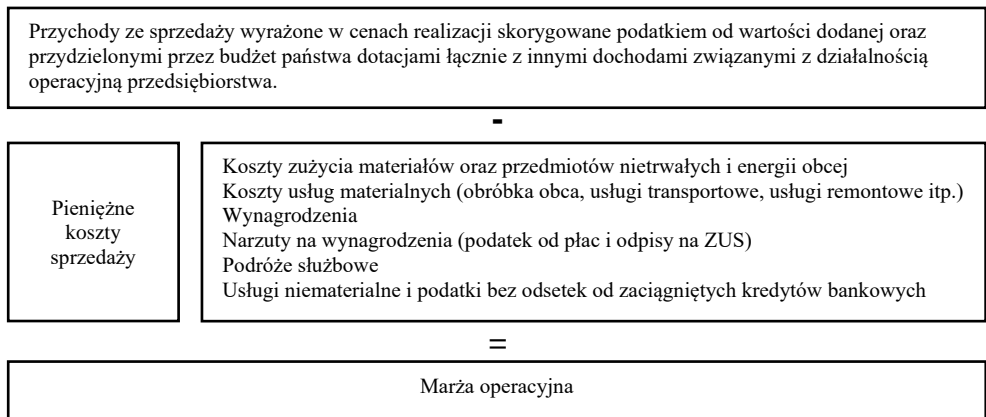 Przychody ze sprzedaży wyrażone w cenach realizacji skorygowane podatkiem od wartości dodanej oraz
przydzielonymi przez budżet państwa dotacjami łącznie z innymi dochodami związanymi z działalnością
operacyjną przedsiębiorstwa.
-
Pieniężne
koszty
sprzedaży
Koszty zużycia materiałów oraz przedmiotów nietrwałych i energii obcej
Koszty usług materialnych (obróbka obca, usługi transportowe, usługi remontowe itp.)
Wynagrodzenia
Narzuty na wynagrodzenia (podatek od płac i odpisy na ZUS)
Podróże służbowe
Usługi niematerialne i podatki bez odsetek od zaciągniętych kredytów bankowych
=
Marża operacyjna